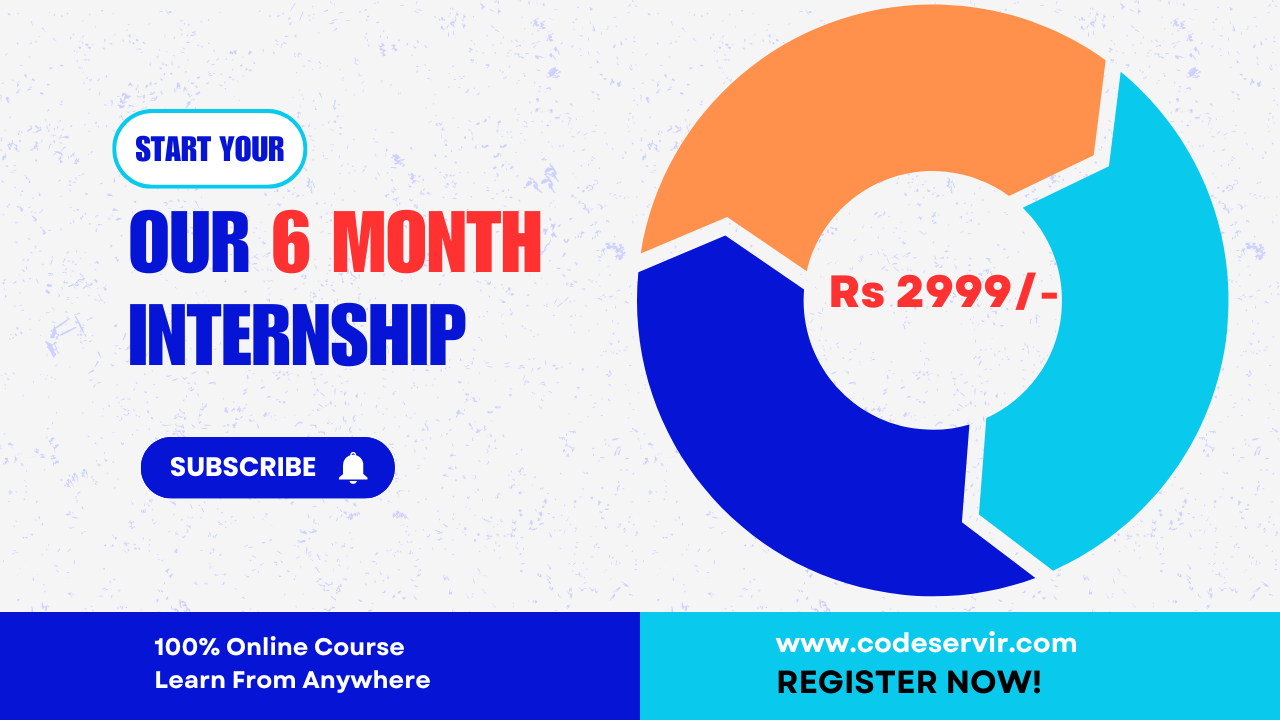 START YOUR
OUR 6 MONTH
INTERNSHIP
SUBSCRIBE
Rs 2999/-
100% Online Course
Learn From Anywhere
www.codeservir.com
REGISTER NOW!